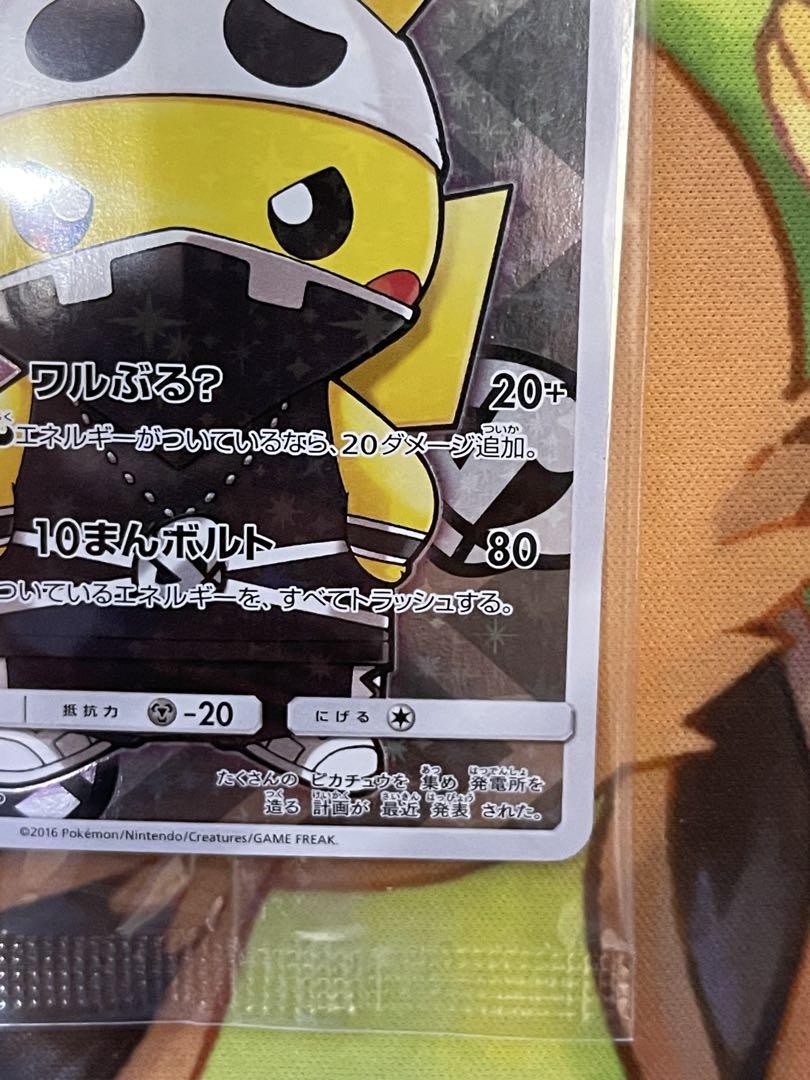 ワルぶる? 20+
エネルギーがついているなら、20ダメージ追加。
10まんボルト 80
ついているエネルギーを、すべてトラッシュする。
抵抗力 -20 にげる
たくさんの ピカチュウを 集め 発電所を
造る 計画が 最近 発表 された。
©2016 Pokémon/Nintendo/Creatures/GAME FREAK.